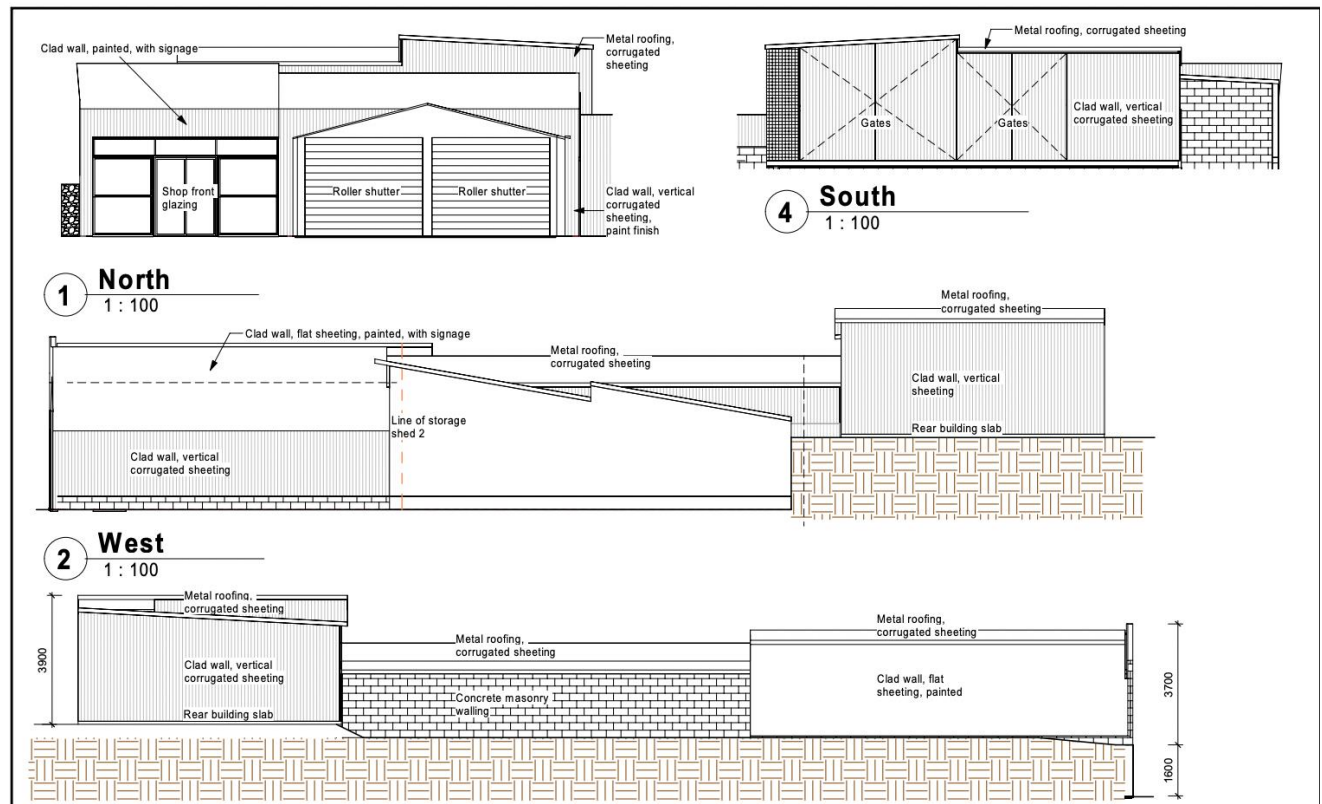 Clad wall, painted, with signage
Metal roofing,
corrugated
sheeting
Shop front
glazing
Roller shutter
Roller shutter
Clad wall, vertical
corrugated
sheeting,
paint finish
1
North
1 : 100
Metal roofing, corrugated sheeting
Gates
Gates
Clad wall, vertical
corrugated sheeting
4
South
1 : 100
Clad wall, flat sheeting, painted, with signage
Metal roofing,
corrugated sheeting
Metal roofing,
corrugated sheeting
Clad wall, vertical
sheeting
Line of storage
shed 2
Rear building slab
Clad wall, vertical
corrugated sheeting
2
West
1 : 100
Metal roofing,
corrugated sheeting
3900
Clad wall, vertical
corrugated sheeting
Rear building slab
Metal roofing,
corrugated sheeting
Concrete masonry
walling
Metal roofing,
corrugated sheeting
Clad wall, flat
sheeting, painted
3700
1600